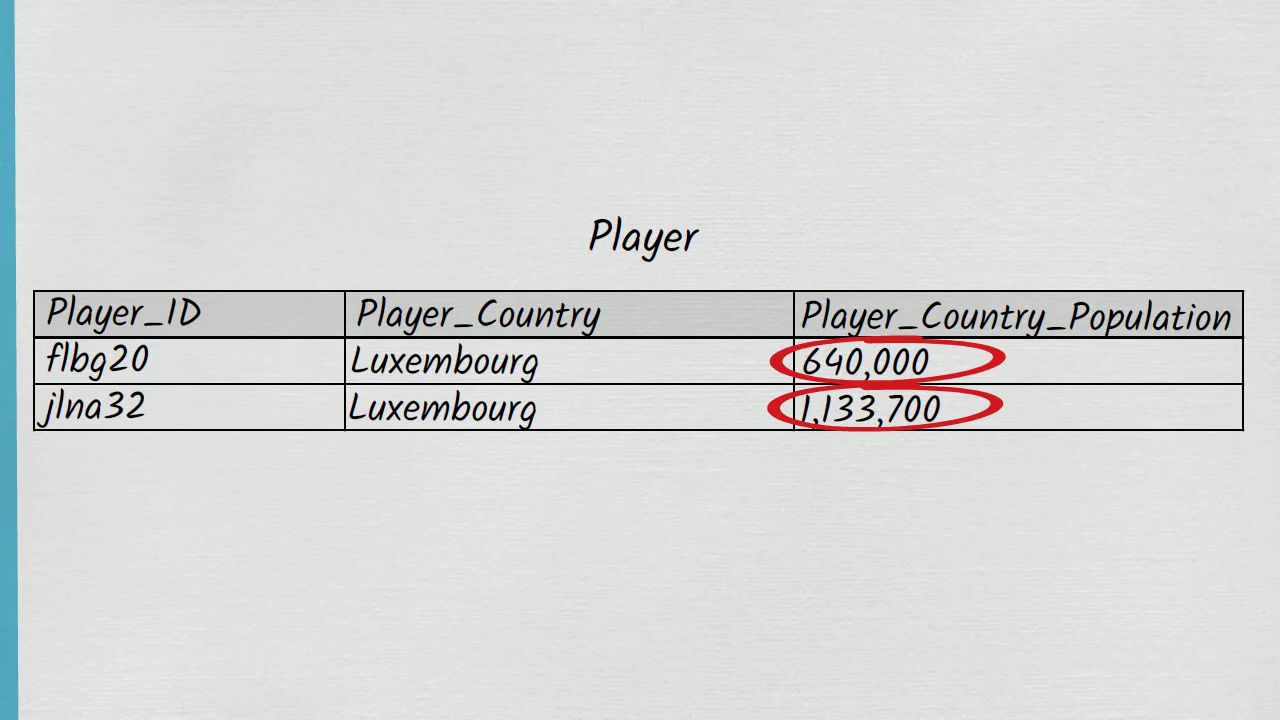 Player
Player_ID Player_Country Player_Country_Population
flbg20 Luxembourg 640,000
jlna32 Luxembourg 1,133,700